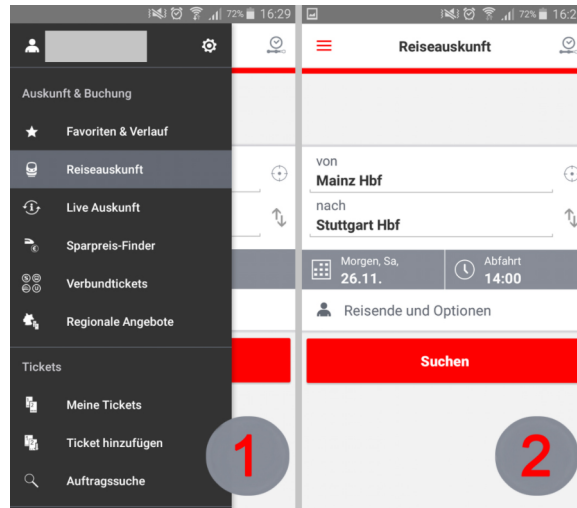 72% 16:29
Auskunft & Buchung
Favoriten & Verlauf
Reiseauskunft
Live Auskunft
Sparpreis-Finder
Verbundtickets
Regionale Angebote
Tickets
Meine Tickets
Ticket hinzufügen
Auftragssuche
1
72% 16:2
Reiseauskunft
von
Mainz Hbf
nach
Stuttgart Hbf
Morgen, Sa, Abfahrt
26.11. 14:00
Reisende und Optionen
Suchen
2